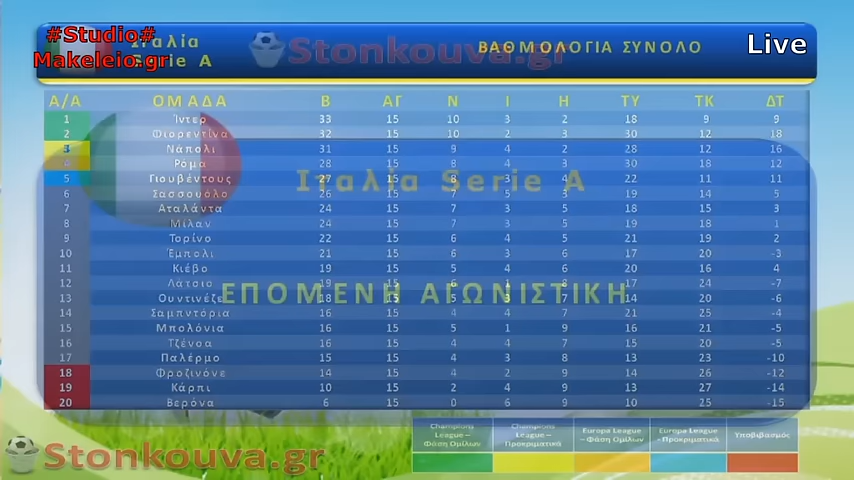 #Studio#
Makeleio.gr
Ιταλία
Serie A
Stonkouva.gr
ΒΑΘΜΟΛΟΓΙΑ ΣΥΝΟΛΟ
Live
Α/Α ΟΜΑΔΑ Β ΑΓ Ν Ι Η ΤΥ ΤΚ ΔΤ
1 Ίντερ 33 15 10 3 2 18 9 9
2 Φιορεντίνα 32 15 10 2 3 30 12 18
3 Νάπολι 31 15 9 4 2 28 12 16
4 Ρόμα 28 15 8 4 3 30 18 12
5 Γιουβέντους 27 15 8 3 4 22 11 11
6 Σασσουόλο 26 15 7 5 3 19 14 5
7 Αταλάντα 24 15 7 3 5 18 15 3
8 Μίλαν 24 15 7 3 5 19 18 1
9 Τορίνο 22 15 6 4 5 21 19 2
10 Έμπολι 21 15 6 3 6 17 20 -3
11 Κιέβο 19 15 5 4 6 20 16 4
12 Λάτσιο 19 15 6 1 8 17 24 -7
13 Ουντινέζε 18 15 5 3 7 14 20 -6
14 Σαμπντόρια 16 15 4 4 7 21 25 -4
15 Μπολόνια 16 15 5 1 9 16 21 -5
16 Τζένοα 16 15 4 4 7 15 20 -5
17 Παλέρμο 15 15 4 3 8 13 23 -10
18 Φροζινόνε 14 15 4 2 9 14 26 -12
19 Κάρπι 10 15 2 4 9 13 27 -14
20 Βερόνα 6 15 0 6 9 10 25 -15
Ιταλία Serie A
ΕΠΟΜΕΝΗ ΑΓΩΝΙΣΤΙΚΗ
Champions League – Φάση Ομίλων
Champions League – Προκριματικά
Europa League – Φάση Ομίλων
Europa League - Προκριματικά
Υποβιβασμός
Stonkouva.gr